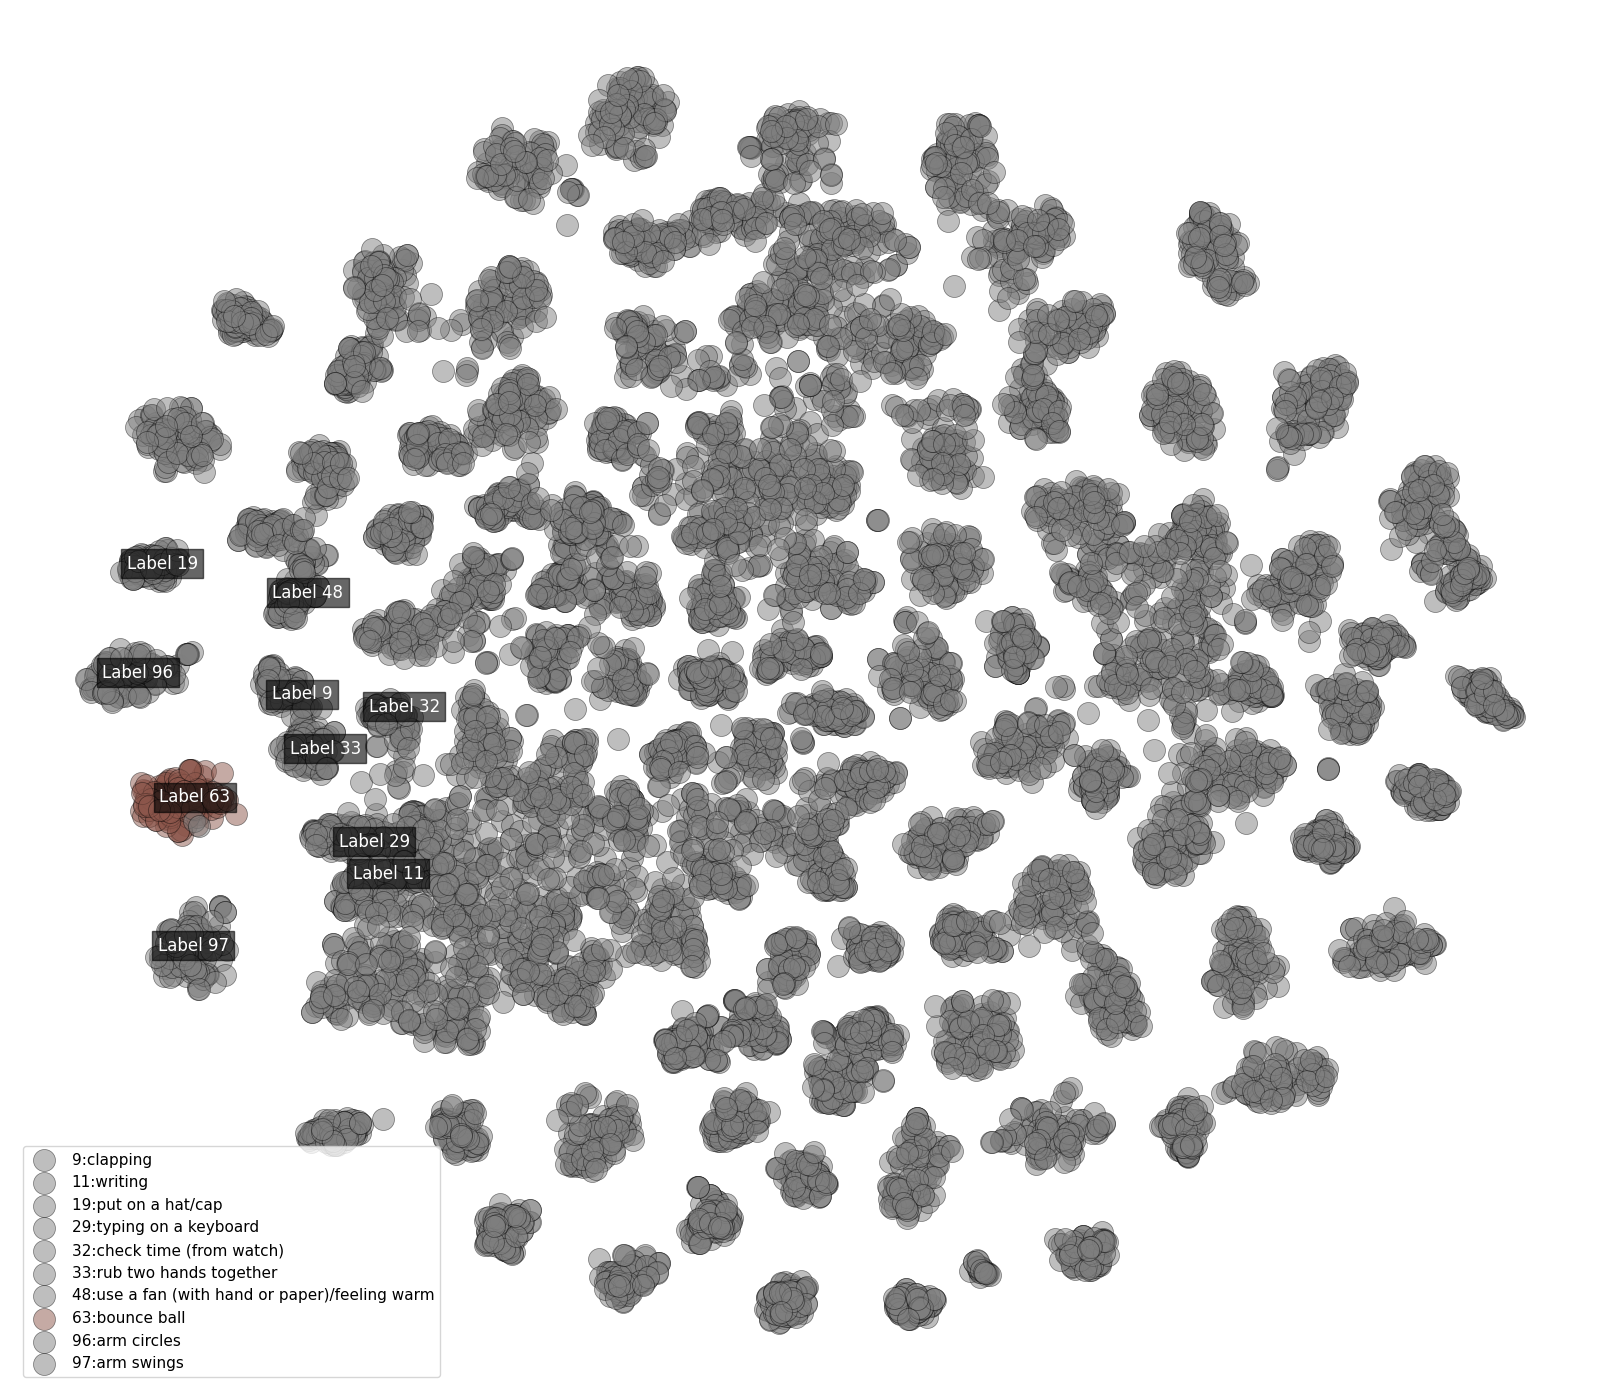 Label 19
Label 48
Label 96
Label 9
Label 32
Label 33
Label 63
Label 29
Label 11
Label 97
9:clapping
11:writing
19:put on a hat/cap
29:typing on a keyboard
32:check time (from watch)
33:rub two hands together
48:use a fan (with hand or paper)/feeling warm
63:bounce ball
96:arm circles
97:arm swings